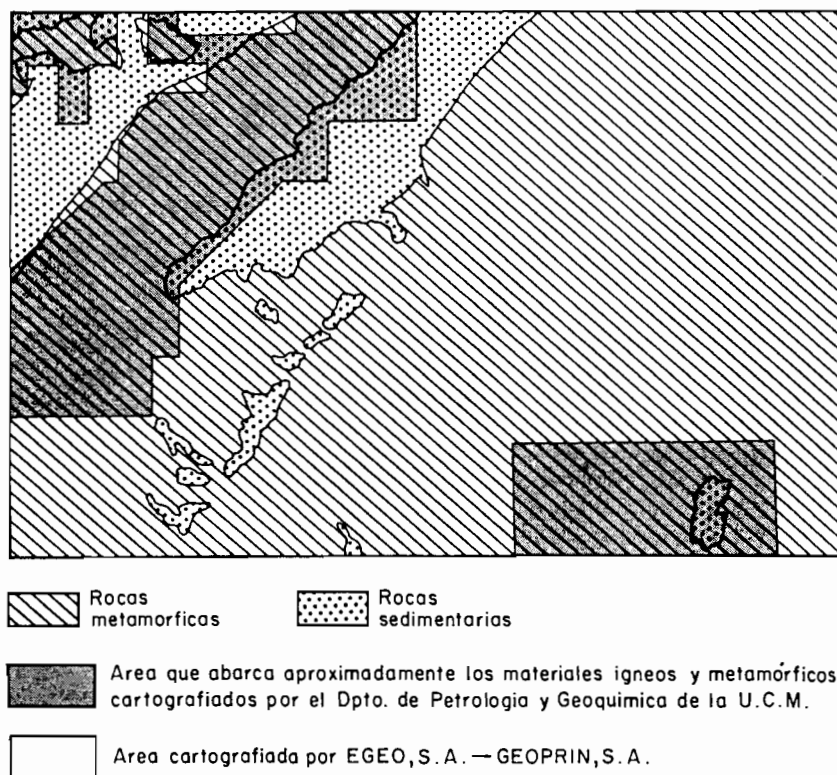 Rocas
metamorficas
Rocas
sedimentarias
Area que abarca aproximadamente los materiales igneos y metamórficos
cartografiados por el Dpto. de Petrologia y Geoquimica de la U.C.M.
Area cartografiada por EGEO,S.A.—GEOPRIN,S.A.